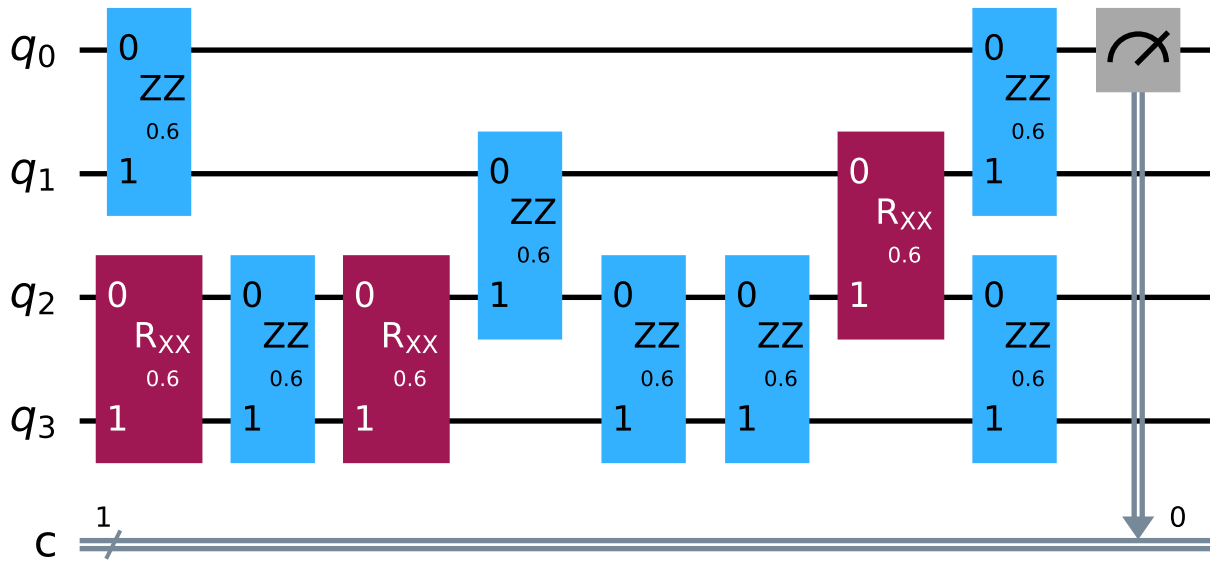 q0 0 0
ZZ ZZ
0.6 0.6
q1 1 0 0 1
ZZ RXX
0.6 0.6
q2 0 0 0 1 0 0 1 0
RXX ZZ RXX ZZ ZZ ZZ
0.6 0.6 0.6 0.6 0.6 0.6
q3 1 1 1 1 1 1
1 0
c